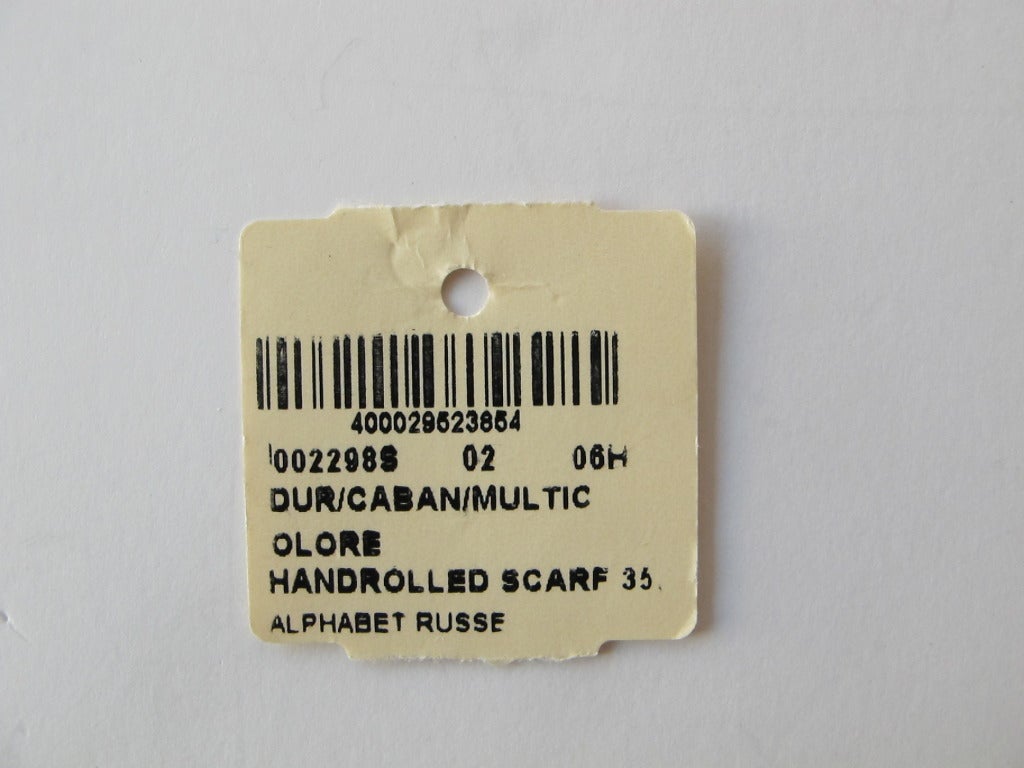 400029523854
002298S 02 06H
DUR/CABAN/MULTIC
OLORE
HANDROLLED SCARF 35.
ALPHABET RUSSE